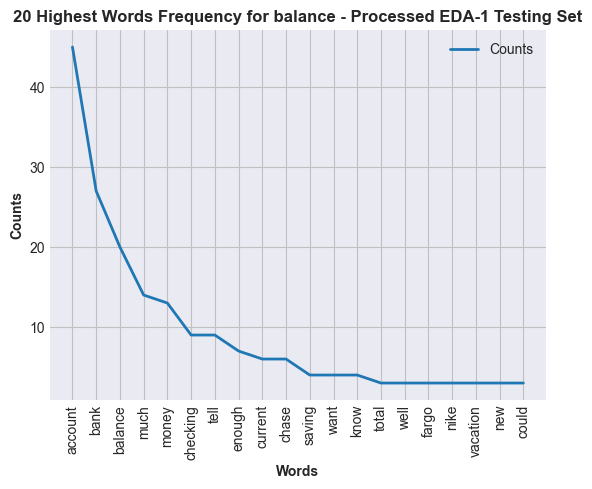 20 Highest Words Frequency for balance - Processed EDA-1 Testing Set
Counts
Counts
40
30
20
10
account
bank
balance
much
money
checking
tell
enough
current
chase
saving
want
know
total
well
fargo
nike
vacation
new
could
Words